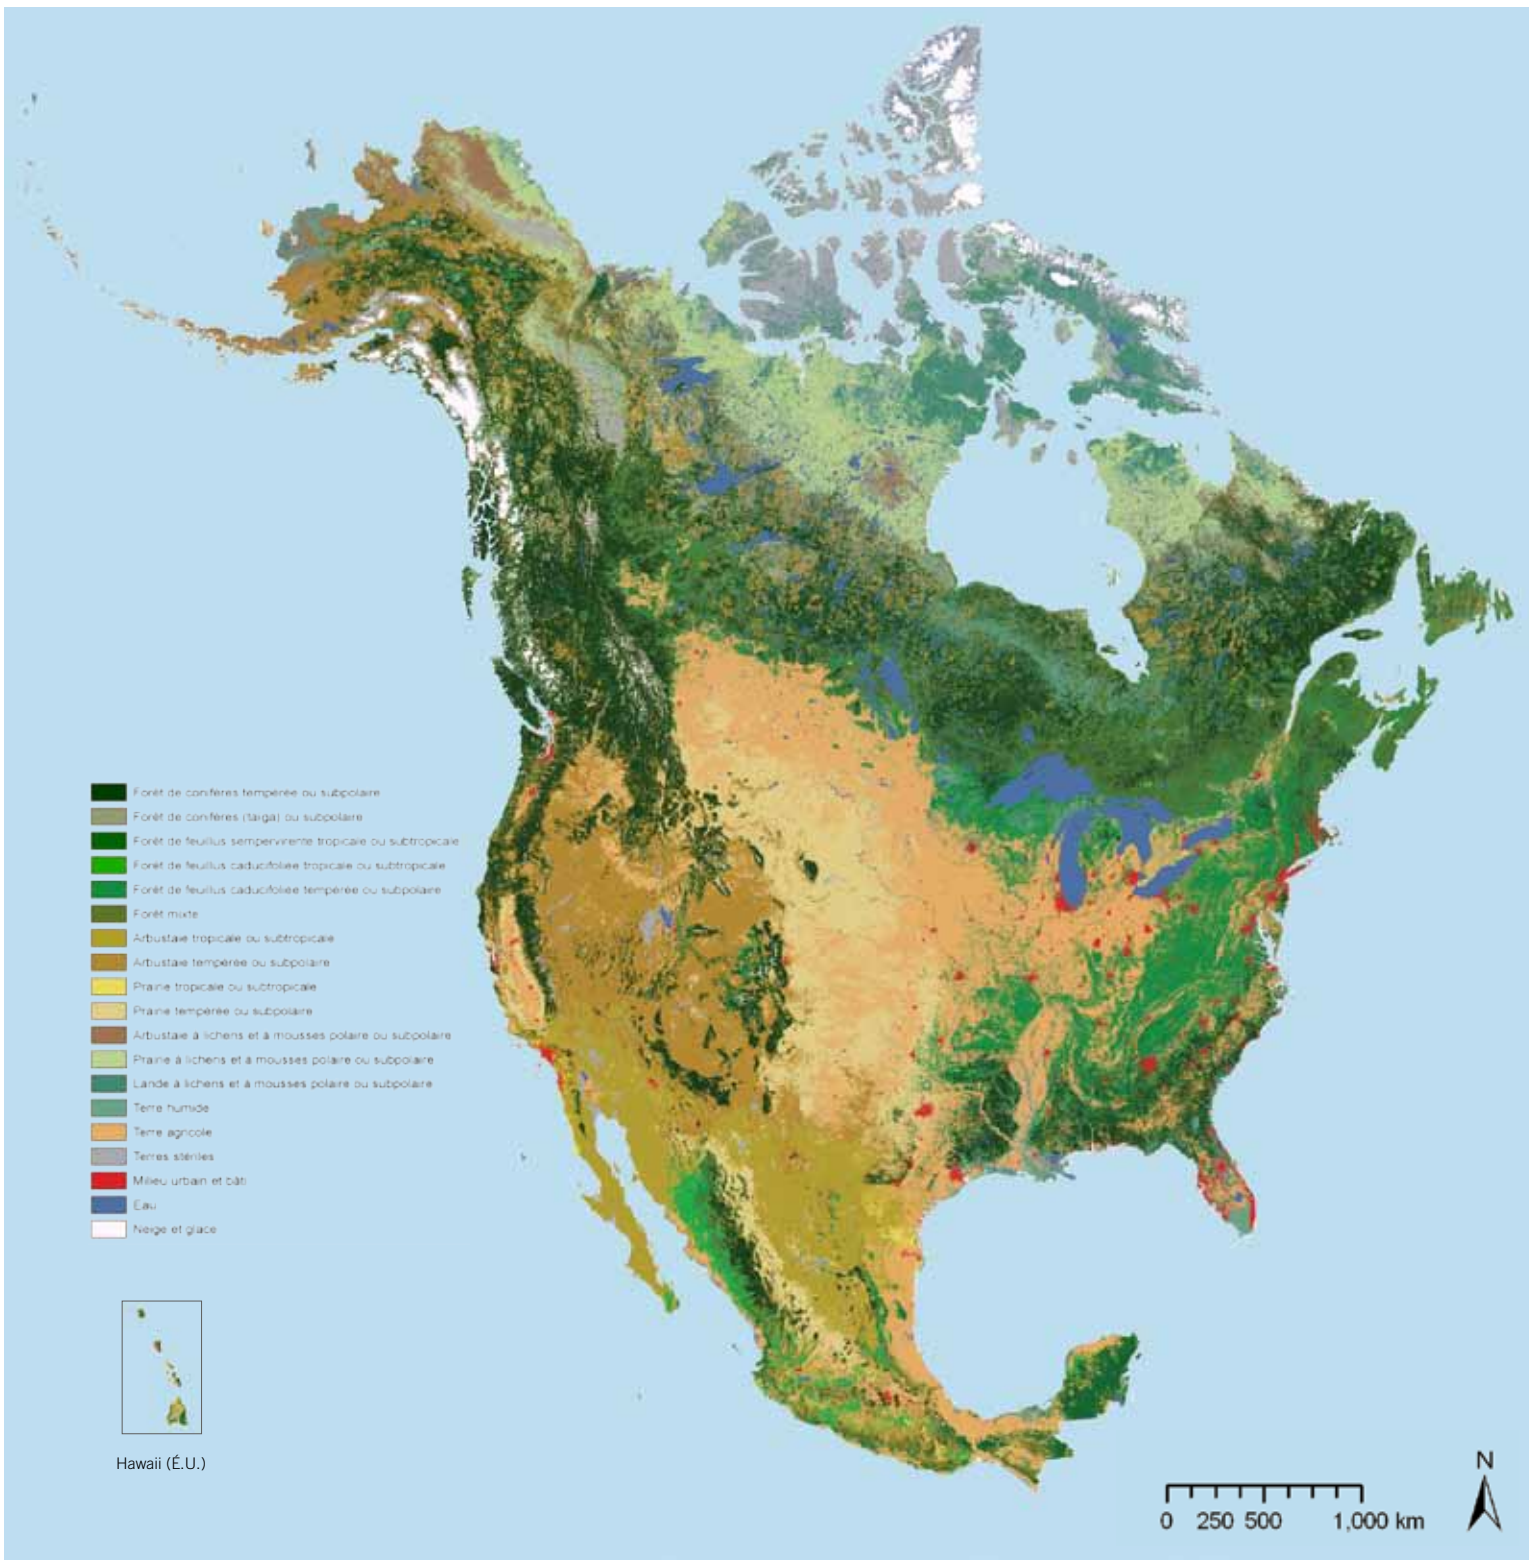 Forêt de conifères tempérée ou subpolaire
Forêt de conifères (taïga) ou subpolaire
Forêt de feuillus sempervirente tropicale ou subtropicale
Forêt de feuillus caducifoliée tropicale ou subtropicale
Forêt de feuillus caducifoliée tempérée ou subpolaire
Forêt mixte
Arbustaie tropicale ou subtropicale
Arbustaie tempérée ou subpolaire
Prairie tropicale ou subtropicale
Prairie tempérée ou subpolaire
Arbustaie à lichens et à mousses polaire ou subpolaire
Prairie à lichens et à mousses polaire ou subpolaire
Lande à lichens et à mousses polaire ou subpolaire
Terre humide
Terre agricole
Terres stériles
Milieu urbain et bâti
Eau
Neige et glace
Hawaii (É.U.)
N
0 250 500 1,000 km